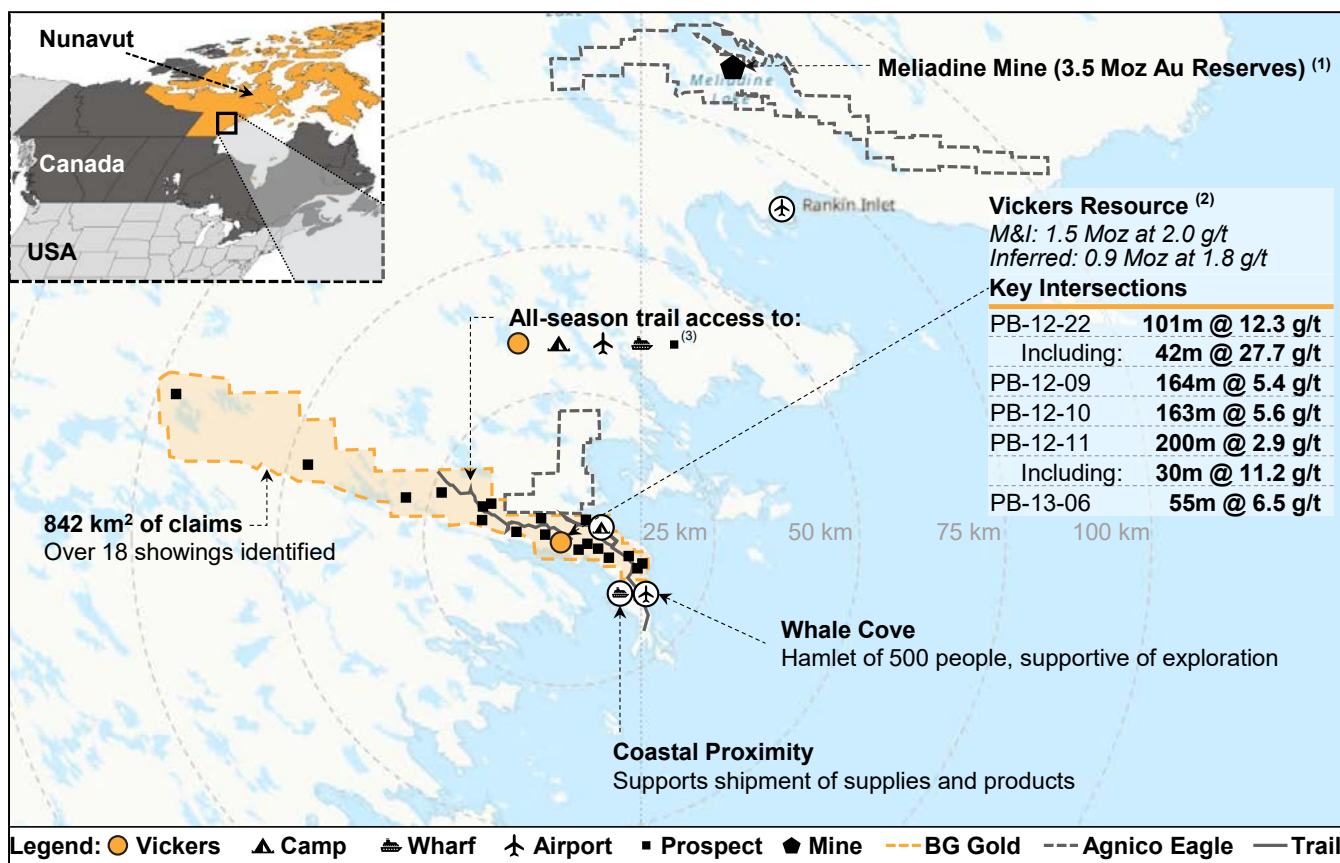 Nunavut
Canada
USA
Lake
Meliadine
Lake
Meliadine Mine (3.5 Moz Au Reserves) (1)
Rankin Inlet
Vickers Resource (2)
M&I: 1.5 Moz at 2.0 g/t
Inferred: 0.9 Moz at 1.8 g/t
Key Intersections
PB-12-22 101m @ 12.3 g/t
Including: 42m @ 27.7 g/t
PB-12-09 164m @ 5.4 g/t
PB-12-10 163m @ 5.6 g/t
PB-12-11 200m @ 2.9 g/t
Including: 30m @ 11.2 g/t
PB-13-06 55m @ 6.5 g/t
All-season trail access to:
(3)
842 km² of claims
Over 18 showings identified
25 km 50 km 75 km 100 km
Whale Cove
Hamlet of 500 people, supportive of exploration
Coastal Proximity
Supports shipment of supplies and products
Legend: Vickers Camp Wharf Airport Prospect Mine BG Gold Agnico Eagle Trail